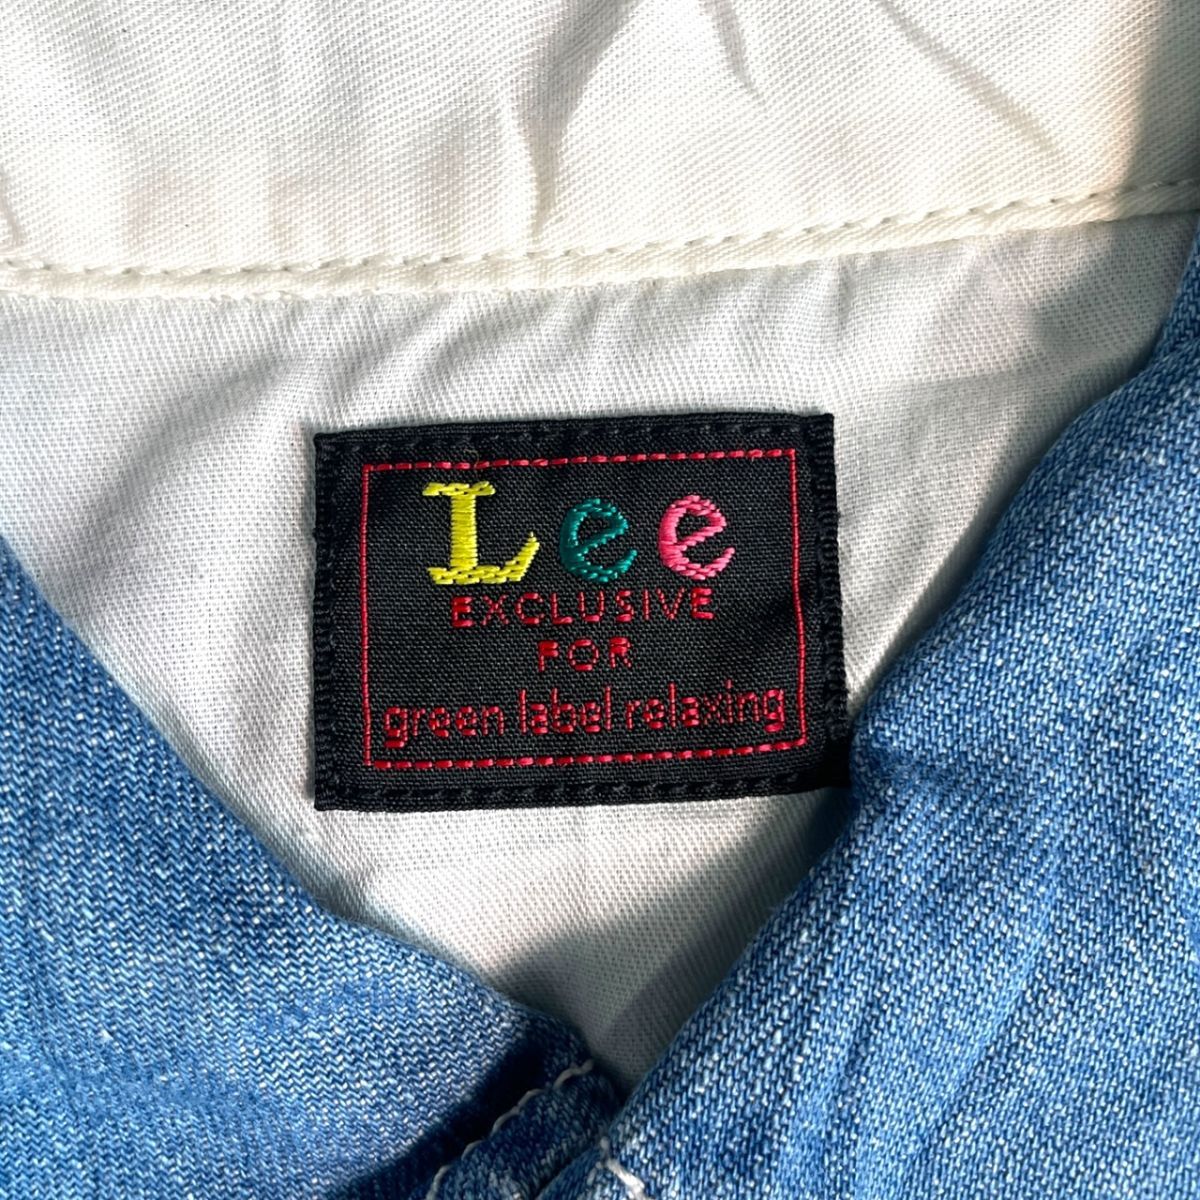 Lee
EXCLUSIVE
FOR
green label relaxing